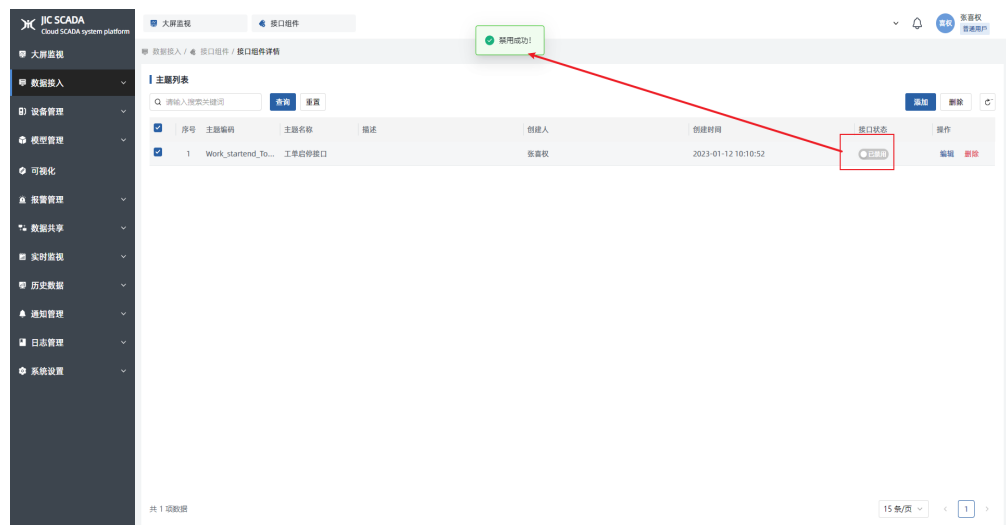 JIC SCADA
Cloud SCADA system platform
大屏监视
接口组件
禁用成功!
喜权
张喜权
普通用户
大屏监视
数据接入
设备管理
模型管理
可视化
报警管理
数据共享
实时监视
历史数据
通知管理
日志管理
系统设置
数据接入 / 接口组件 / 接口组件详情
主题列表
请输入搜索关键词 查询 重置 添加 删除
序号 主题编码 主题名称 描述 创建人 创建时间 接口状态 操作
1 Work_startend_To... 工单启停接口 张喜权 2023-01-12 10:10:52 已禁用 编辑 删除
共 1 项数据 15 条/页 < 1 >